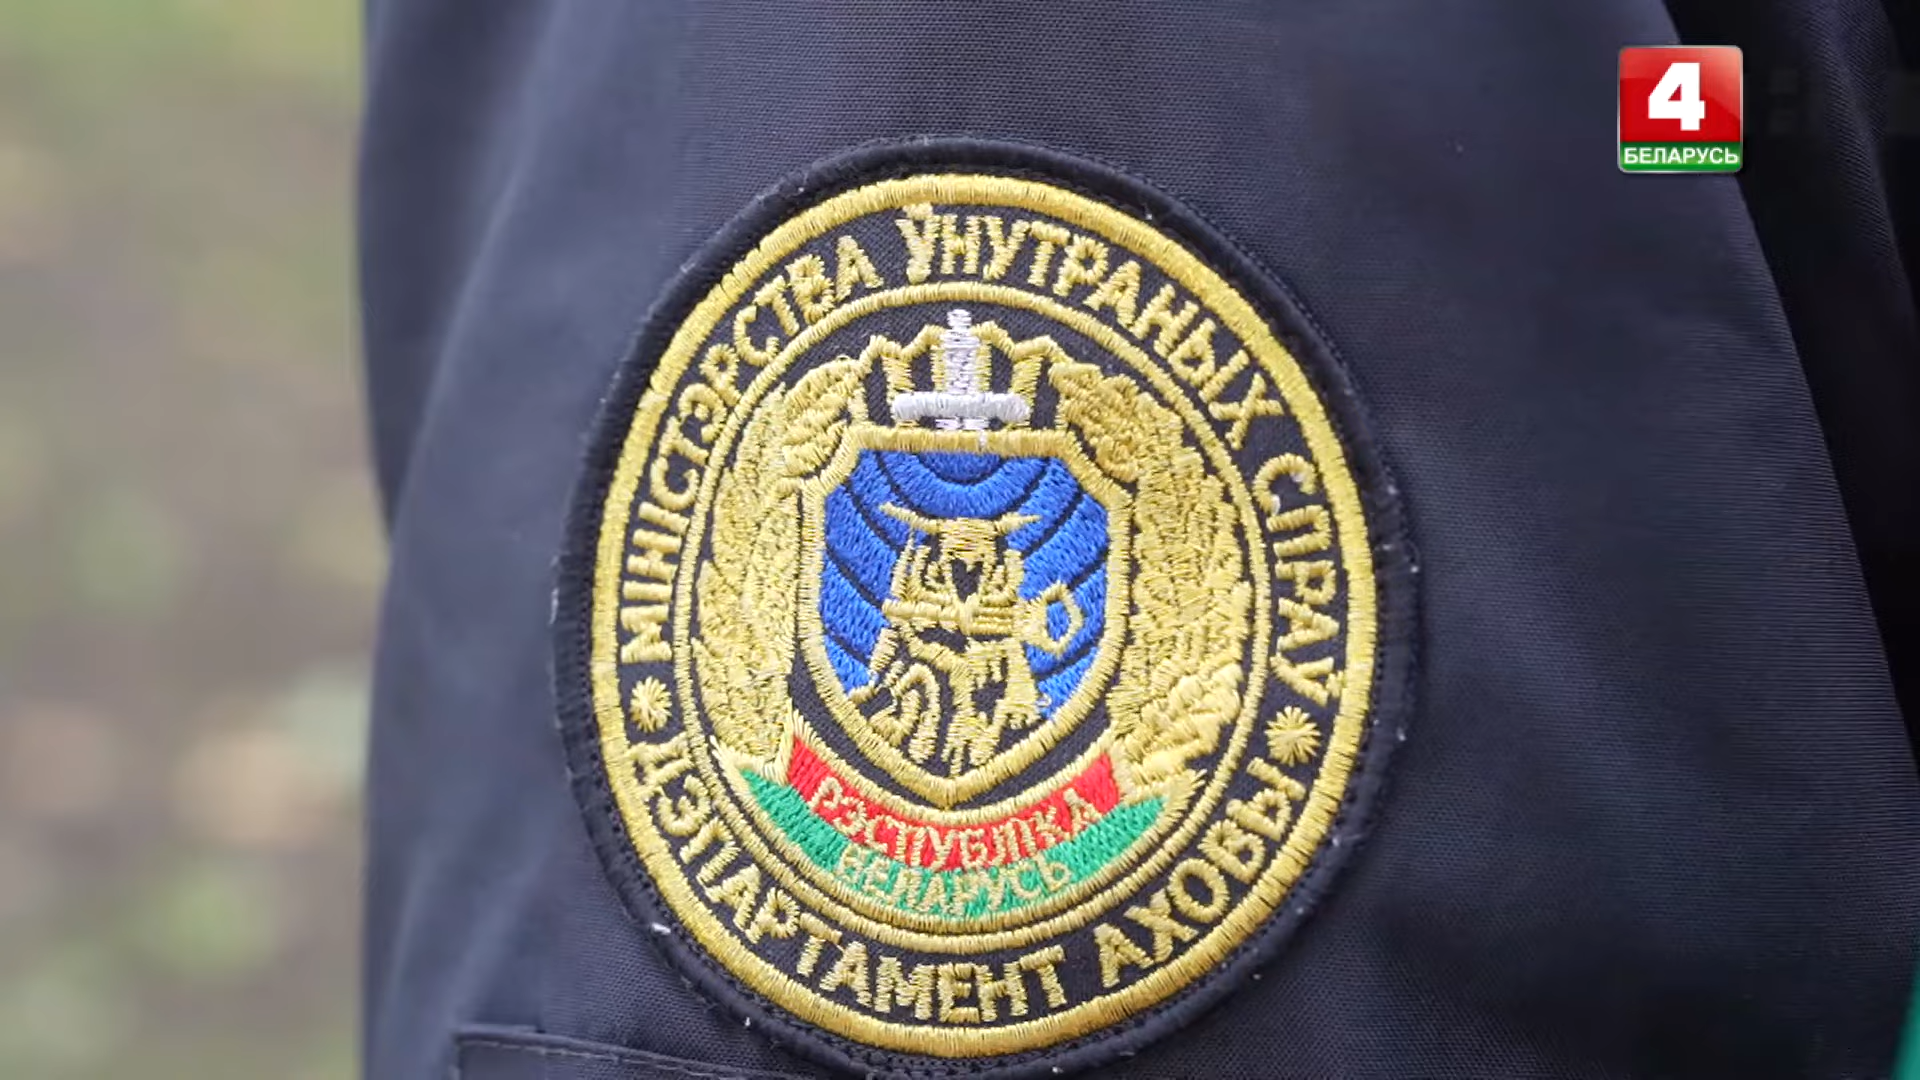 4
БЕЛАРУСЬ
МІНІСТЭРСТВА ЎНУТРАНЫХ СПРАЎ
РЭСПУБЛІКА
БЕЛАРУСЬ
ДЭПАРТАМЕНТ АХОВЫ